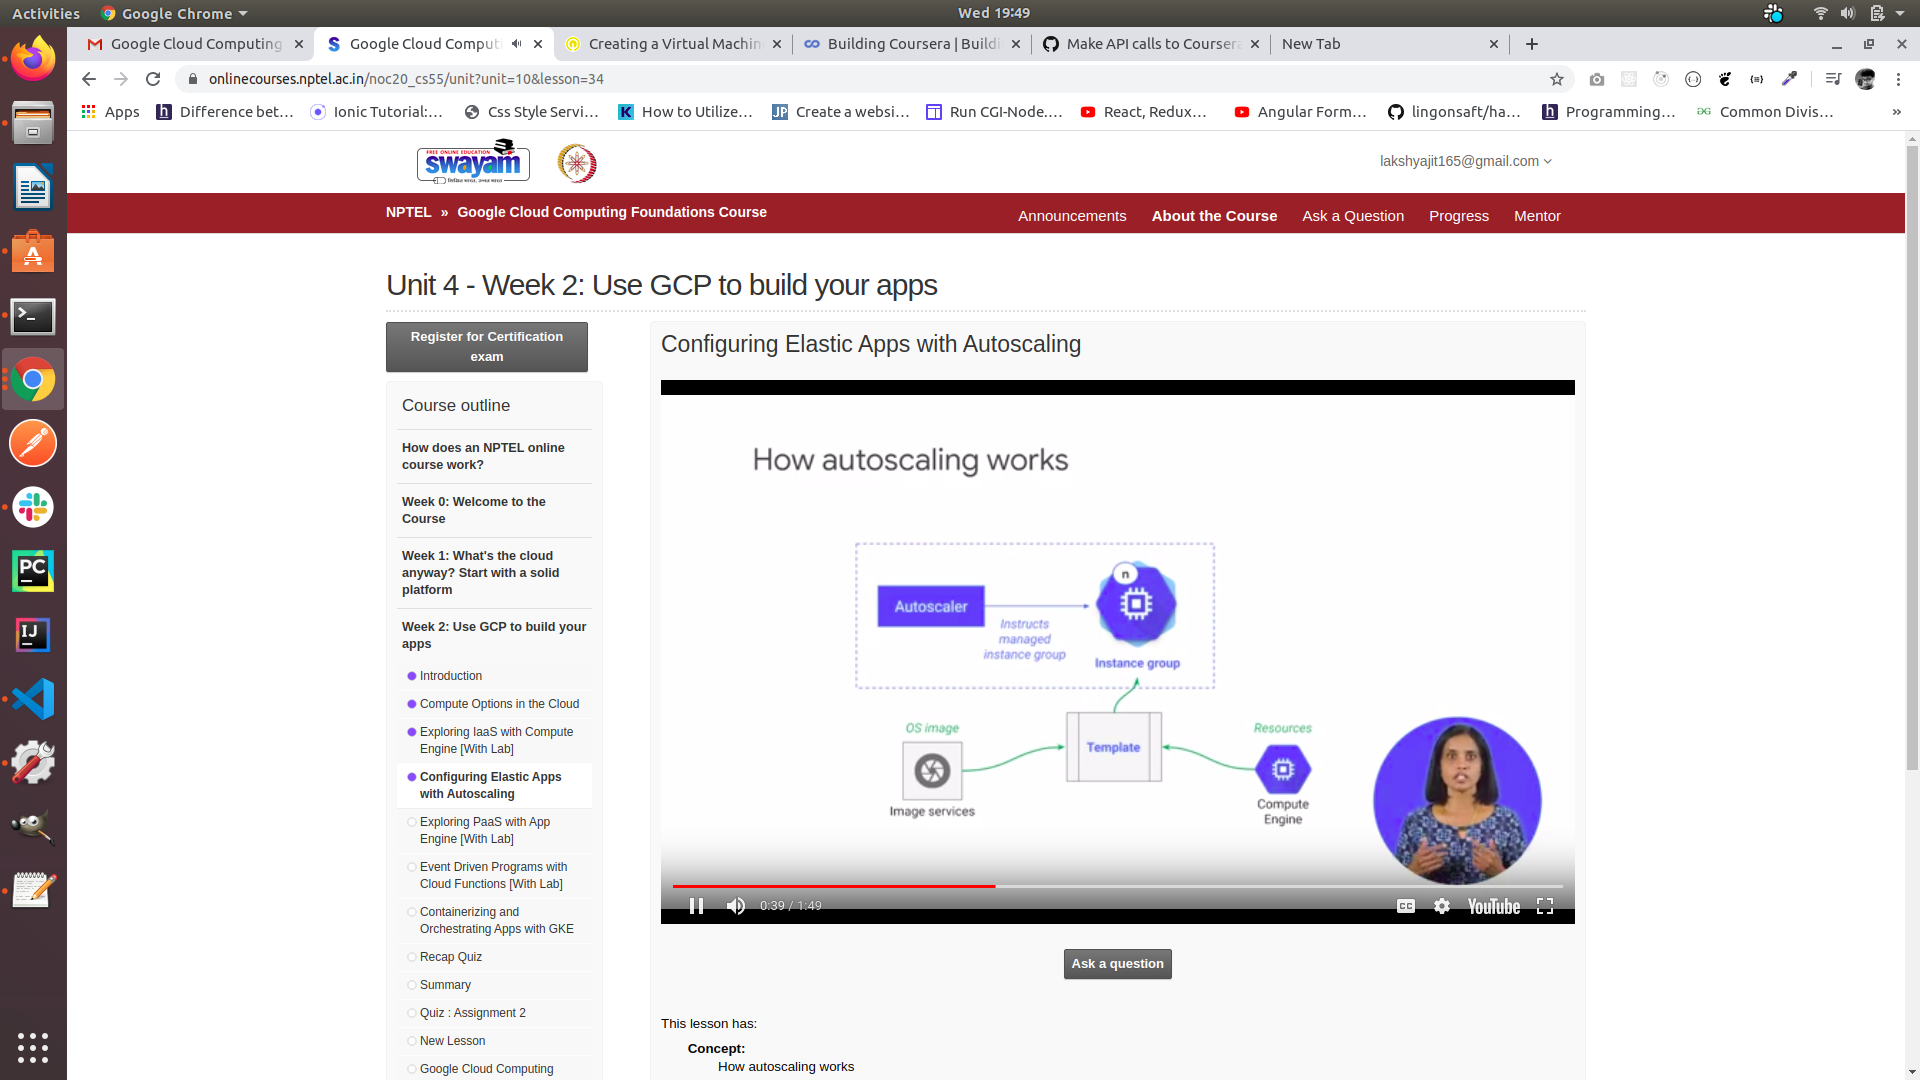 Activities
Google Chrome
Wed 19:49
Google Cloud Computing
Google Cloud Computi
Creating a Virtual Machin
Building Coursera | Buildi
Make API calls to Coursera
New Tab
onlinecourses.nptel.ac.in/noc20_cs55/unit?unit=10&lesson=34
Apps
Difference bet…
Ionic Tutorial:…
Css Style Servi…
How to Utilize…
Create a websi…
Run CGI-Node.…
React, Redux…
Angular Form…
lingonsaft/ha…
Programming…
Common Divis…
»
FREE ONLINE EDUCATION
swayam
lakshyajit165@gmail.com
NPTEL » Google Cloud Computing Foundations Course
Announcements
About the Course
Ask a Question
Progress
Mentor
Unit 4 - Week 2: Use GCP to build your apps
Register for Certification
exam
Course outline
How does an NPTEL online
course work?
Week 0: Welcome to the
Course
Week 1: What's the cloud
anyway? Start with a solid
platform
Week 2: Use GCP to build your
apps
Introduction
Compute Options in the Cloud
Exploring IaaS with Compute
Engine [With Lab]
Configuring Elastic Apps
with Autoscaling
Exploring PaaS with App
Engine [With Lab]
Event Driven Programs with
Cloud Functions [With Lab]
Containerizing and
Orchestrating Apps with GKE
Recap Quiz
Summary
Quiz : Assignment 2
New Lesson
Google Cloud Computing
Configuring Elastic Apps with Autoscaling
How autoscaling works
Autoscaler
n
Instructs
managed
instance group
Instance group
OS image
Template
Resources
Image services
Compute
Engine
0:39 / 1:49
CC
YouTube
Ask a question
This lesson has:
Concept:
How autoscaling works